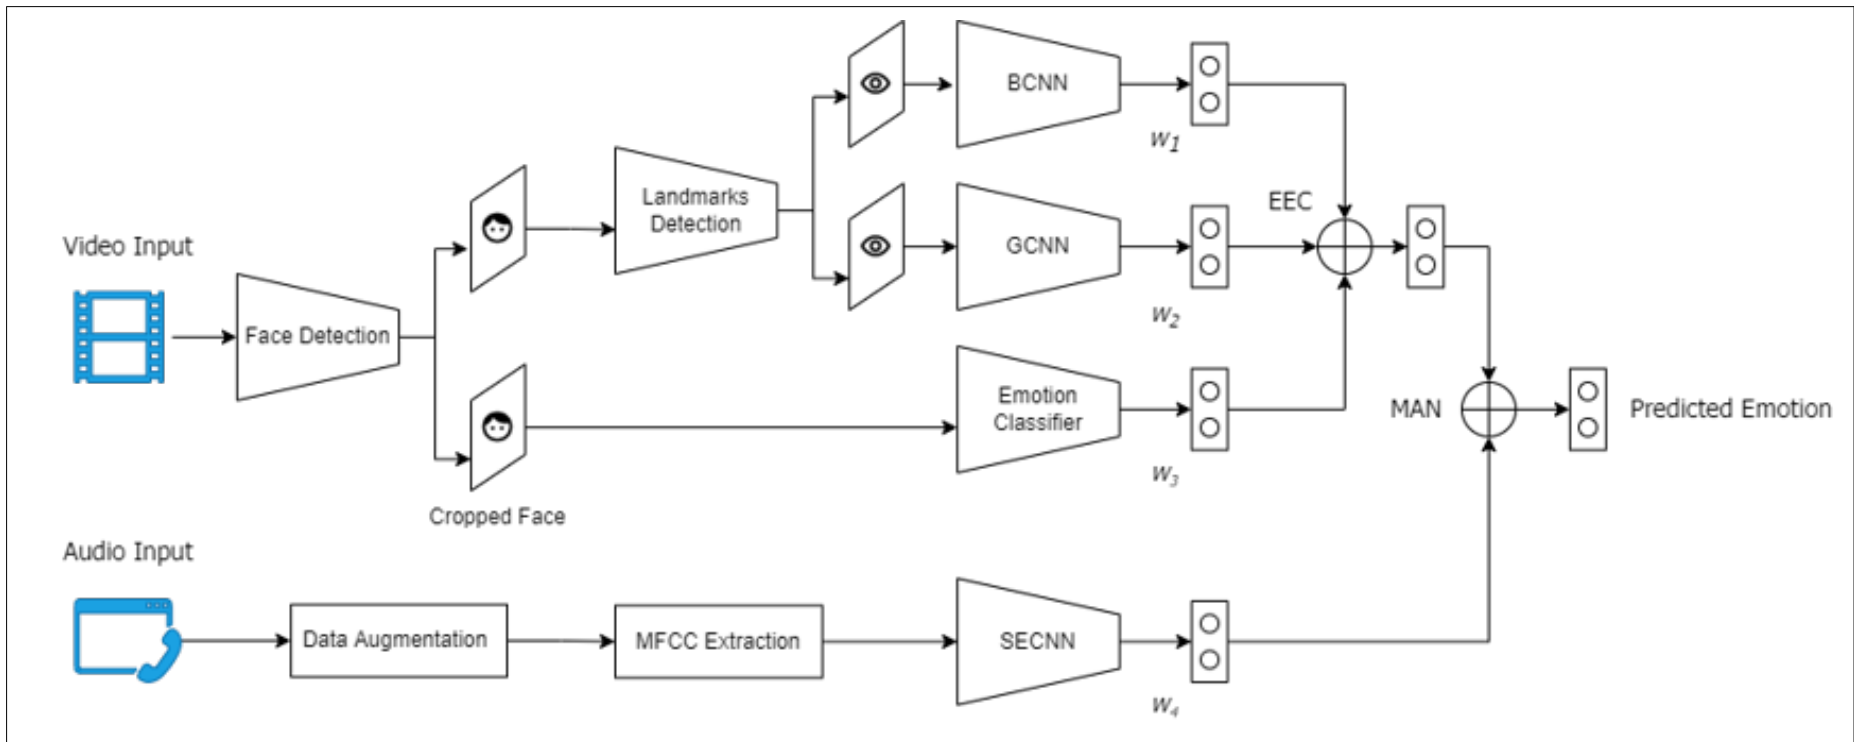 BCNN
W1
Landmarks
Detection
EEC
Video Input
GCNN
W2
Face Detection
Emotion
Classifier
MAN
Predicted Emotion
W3
Cropped Face
Audio Input
Data Augmentation
MFCC Extraction
SECNN
W4